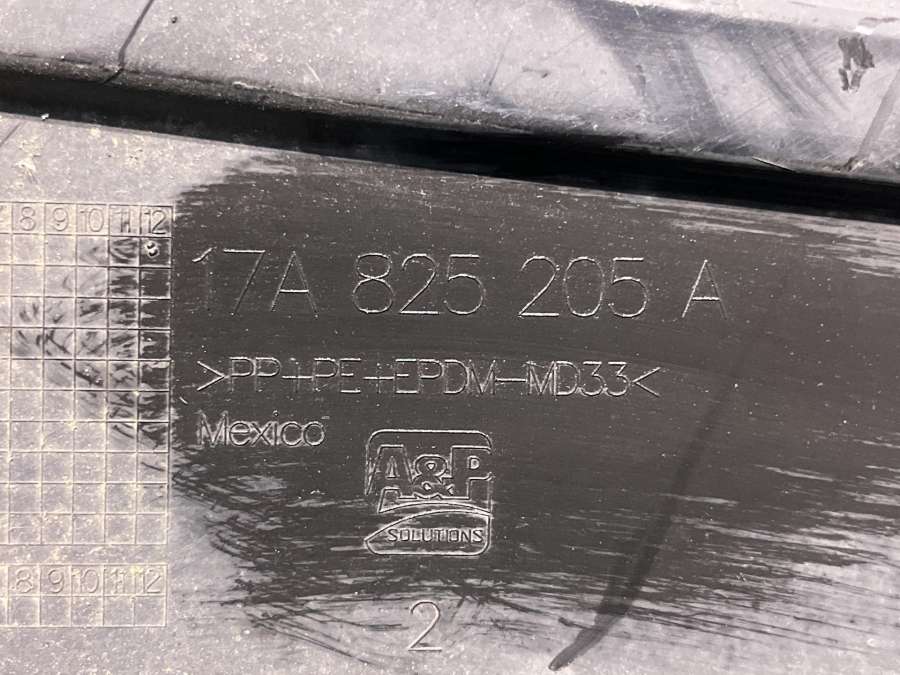 8 9 10 11 12
17A 825 205 A
>PP+PE+EPDM-MD33<
Mexico
A&P
SOLUTIONS
8 9 10 11 12
2